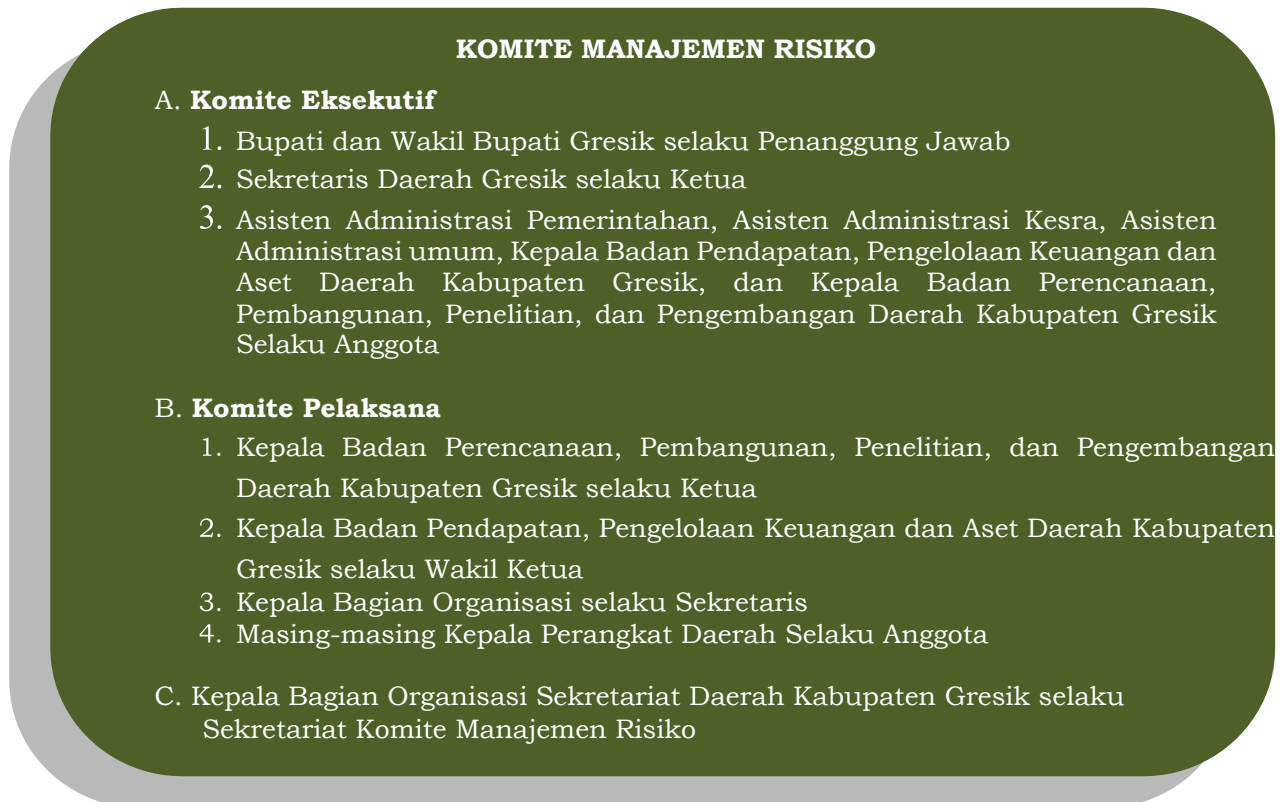 KOMITE MANAJEMEN RISIKO
A. Komite Eksekutif
1. Bupati dan Wakil Bupati Gresik selaku Penanggung Jawab
2. Sekretaris Daerah Gresik selaku Ketua
3. Asisten Administrasi Pemerintahan, Asisten Administrasi Kesra, Asisten
Administrasi umum, Kepala Badan Pendapatan, Pengelolaan Keuangan dan
Aset Daerah Kabupaten Gresik, dan Kepala Badan Perencanaan,
Pembangunan, Penelitian, dan Pengembangan Daerah Kabupaten Gresik
Selaku Anggota
B. Komite Pelaksana
1. Kepala Badan Perencanaan, Pembangunan, Penelitian, dan Pengembangan
Daerah Kabupaten Gresik selaku Ketua
2. Kepala Badan Pendapatan, Pengelolaan Keuangan dan Aset Daerah Kabupaten
Gresik selaku Wakil Ketua
3. Kepala Bagian Organisasi selaku Sekretaris
4. Masing-masing Kepala Perangkat Daerah Selaku Anggota
C. Kepala Bagian Organisasi Sekretariat Daerah Kabupaten Gresik selaku
Sekretariat Komite Manajemen Risiko